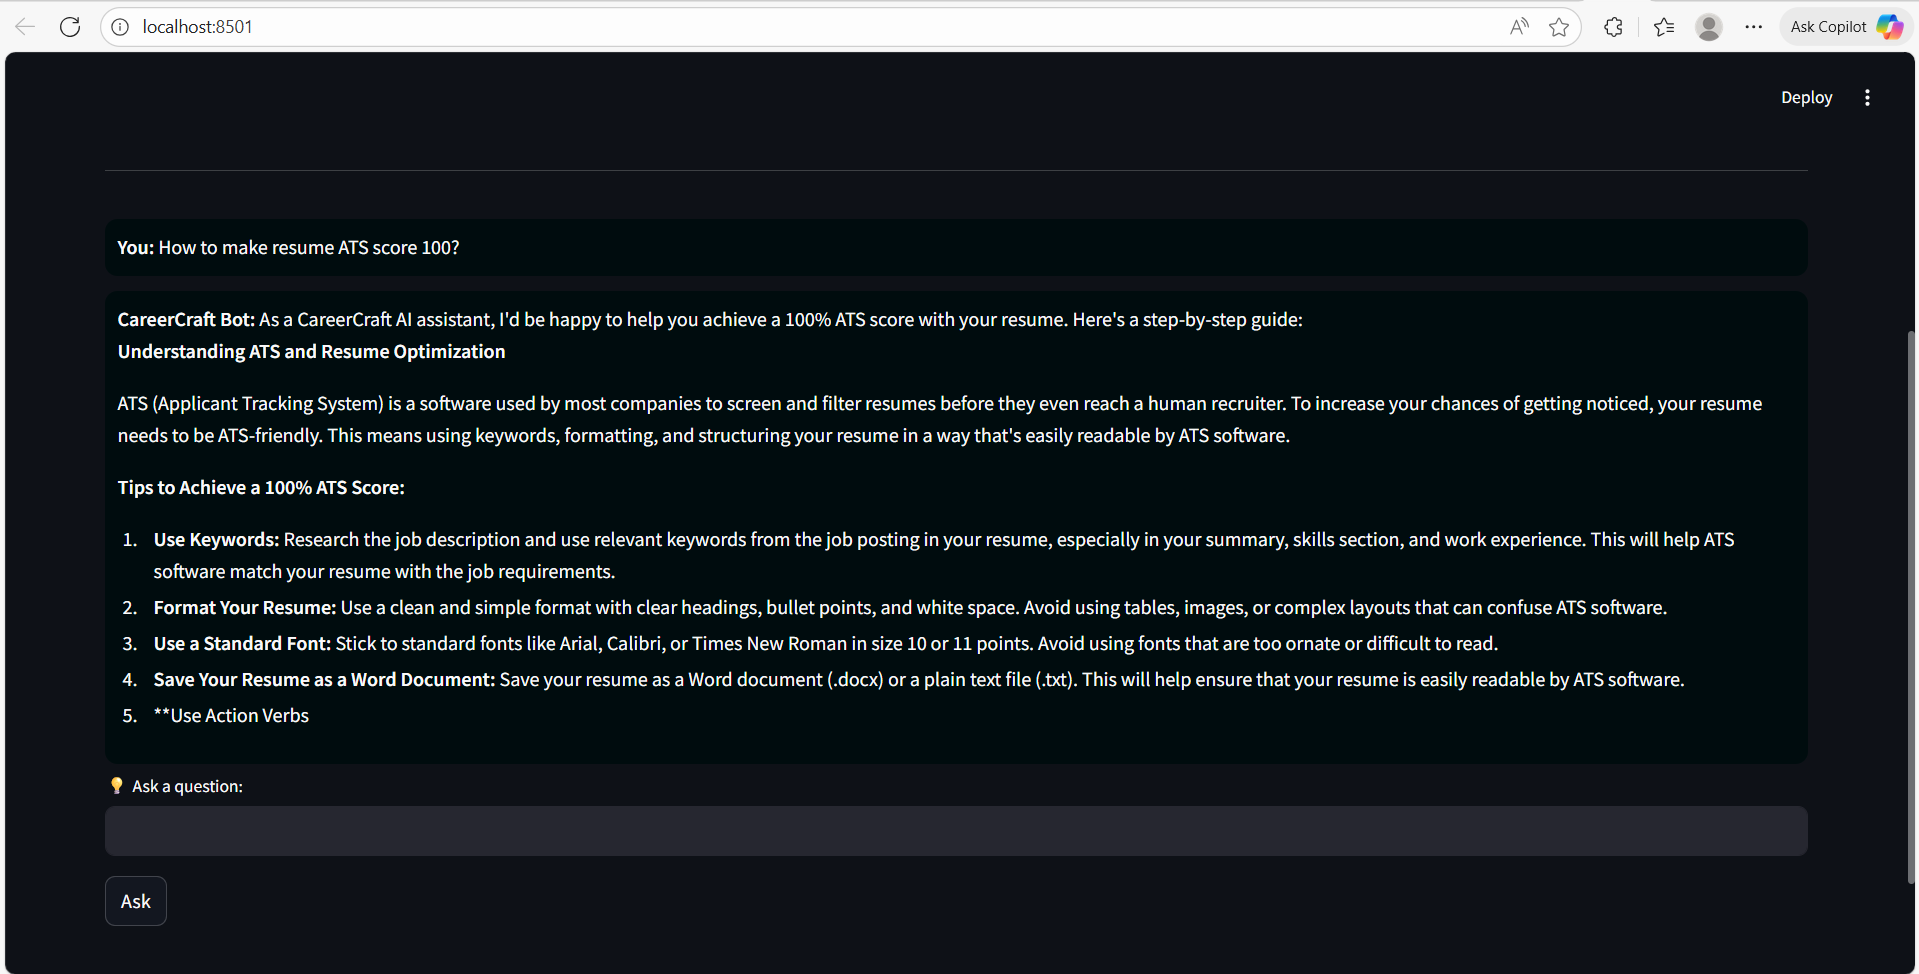 localhost:8501
Ask Copilot
Deploy
You: How to make resume ATS score 100?
CareerCraft Bot: As a CareerCraft AI assistant, I'd be happy to help you achieve a 100% ATS score with your resume. Here's a step-by-step guide:
Understanding ATS and Resume Optimization
ATS (Applicant Tracking System) is a software used by most companies to screen and filter resumes before they even reach a human recruiter. To increase your chances of getting noticed, your resume
needs to be ATS-friendly. This means using keywords, formatting, and structuring your resume in a way that's easily readable by ATS software.
Tips to Achieve a 100% ATS Score:
1. Use Keywords: Research the job description and use relevant keywords from the job posting in your resume, especially in your summary, skills section, and work experience. This will help ATS
software match your resume with the job requirements.
2. Format Your Resume: Use a clean and simple format with clear headings, bullet points, and white space. Avoid using tables, images, or complex layouts that can confuse ATS software.
3. Use a Standard Font: Stick to standard fonts like Arial, Calibri, or Times New Roman in size 10 or 11 points. Avoid using fonts that are too ornate or difficult to read.
4. Save Your Resume as a Word Document: Save your resume as a Word document (.docx) or a plain text file (.txt). This will help ensure that your resume is easily readable by ATS software.
5. **Use Action Verbs
💡 Ask a question:
Ask